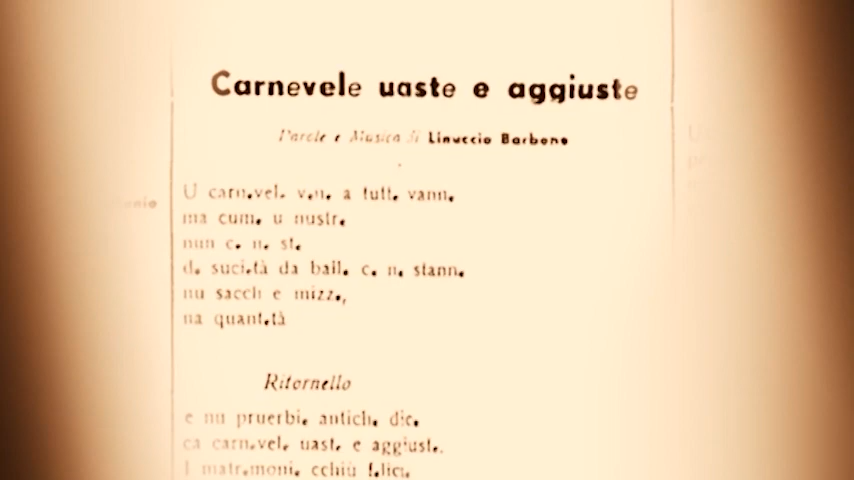 Carnevele uaste e aggiuste
Parole e Musica di Linuccio Barbone
U carn.vel. v.n. a tutt. vann.
ma cum. u nustr.
nun c. n. st.
d. suci.tà da ball. c. n. stann.
nu sacch e mizz.,
na quant.tà
Ritornello
e nu pruerbi. antich. dic.
ca carn.vel. uast. e aggiust..
I matr.moni. cchiù f.lici.